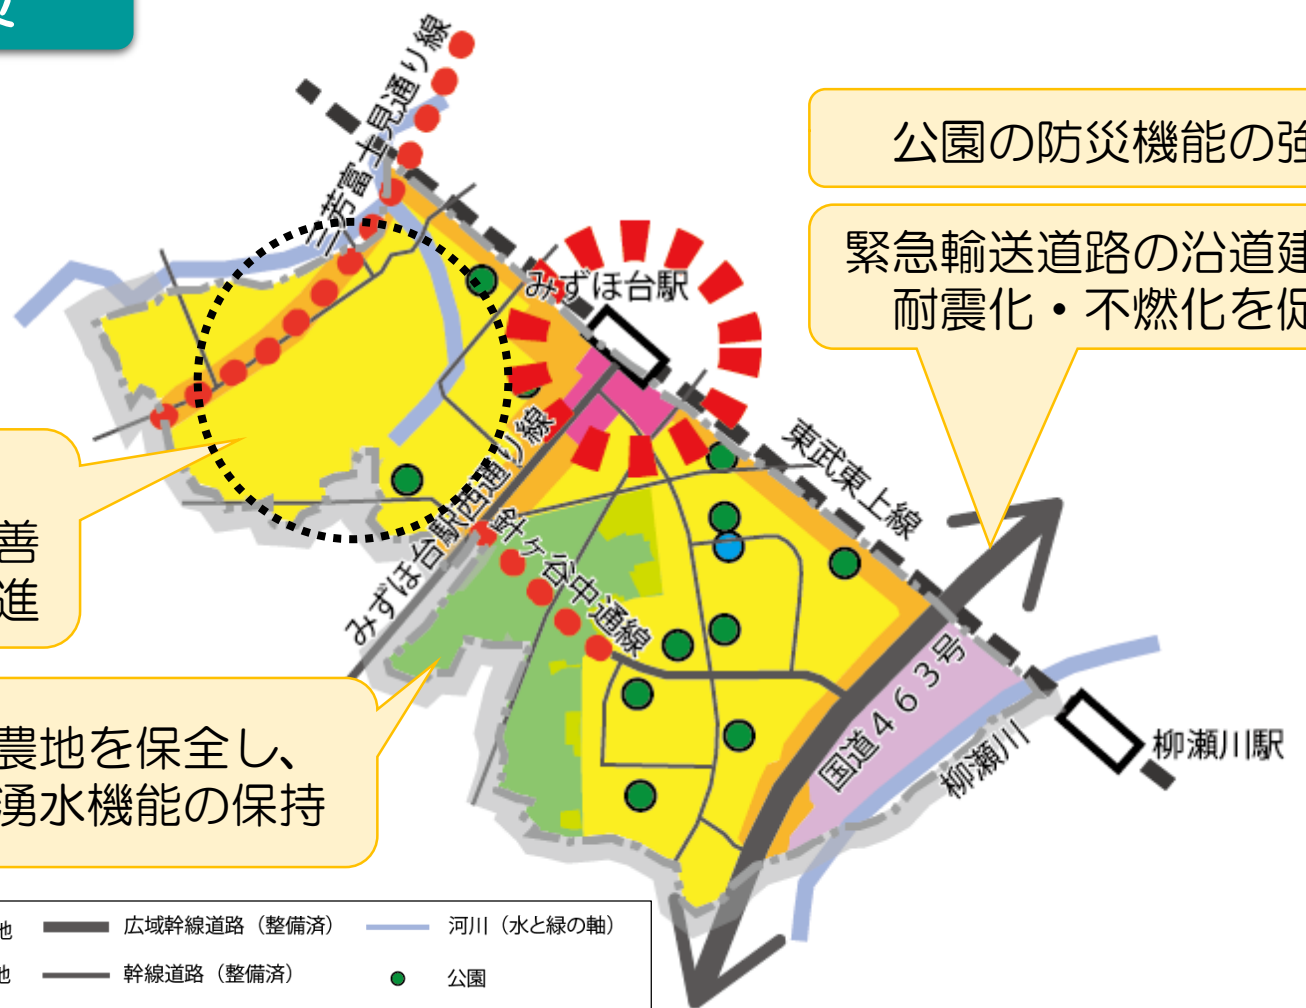 三芳富士見通り線
公園の防災機能の強
緊急輸送道路の沿道建
耐震化・不燃化を促
みずほ台駅
東武東上線
みずほ台駅西通り線
針ヶ谷中通線
善
進
国道463号
柳瀬川
柳瀬川駅
農地を保全し、
湧水機能の保持
地 広域幹線道路（整備済） 河川（水と緑の軸）
地 幹線道路（整備済） 公園